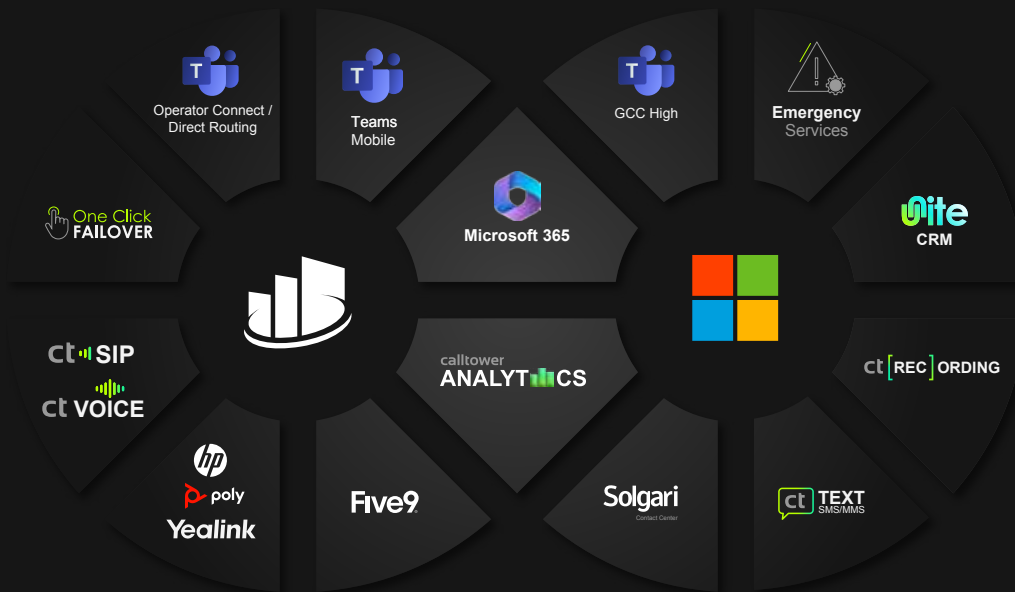 T
Operator Connect /
Direct Routing
T
Teams
Mobile
T
GCC High
Emergency
Services
One Click
FAILOVER
Microsoft 365
Unite
CRM
ct SIP
ct VOICE
calltower
ANALYTICS
ct [REC] ORDING
hp
poly
Yealink
Five9
Solgari
Contact Center
ct TEXT
SMS/MMS